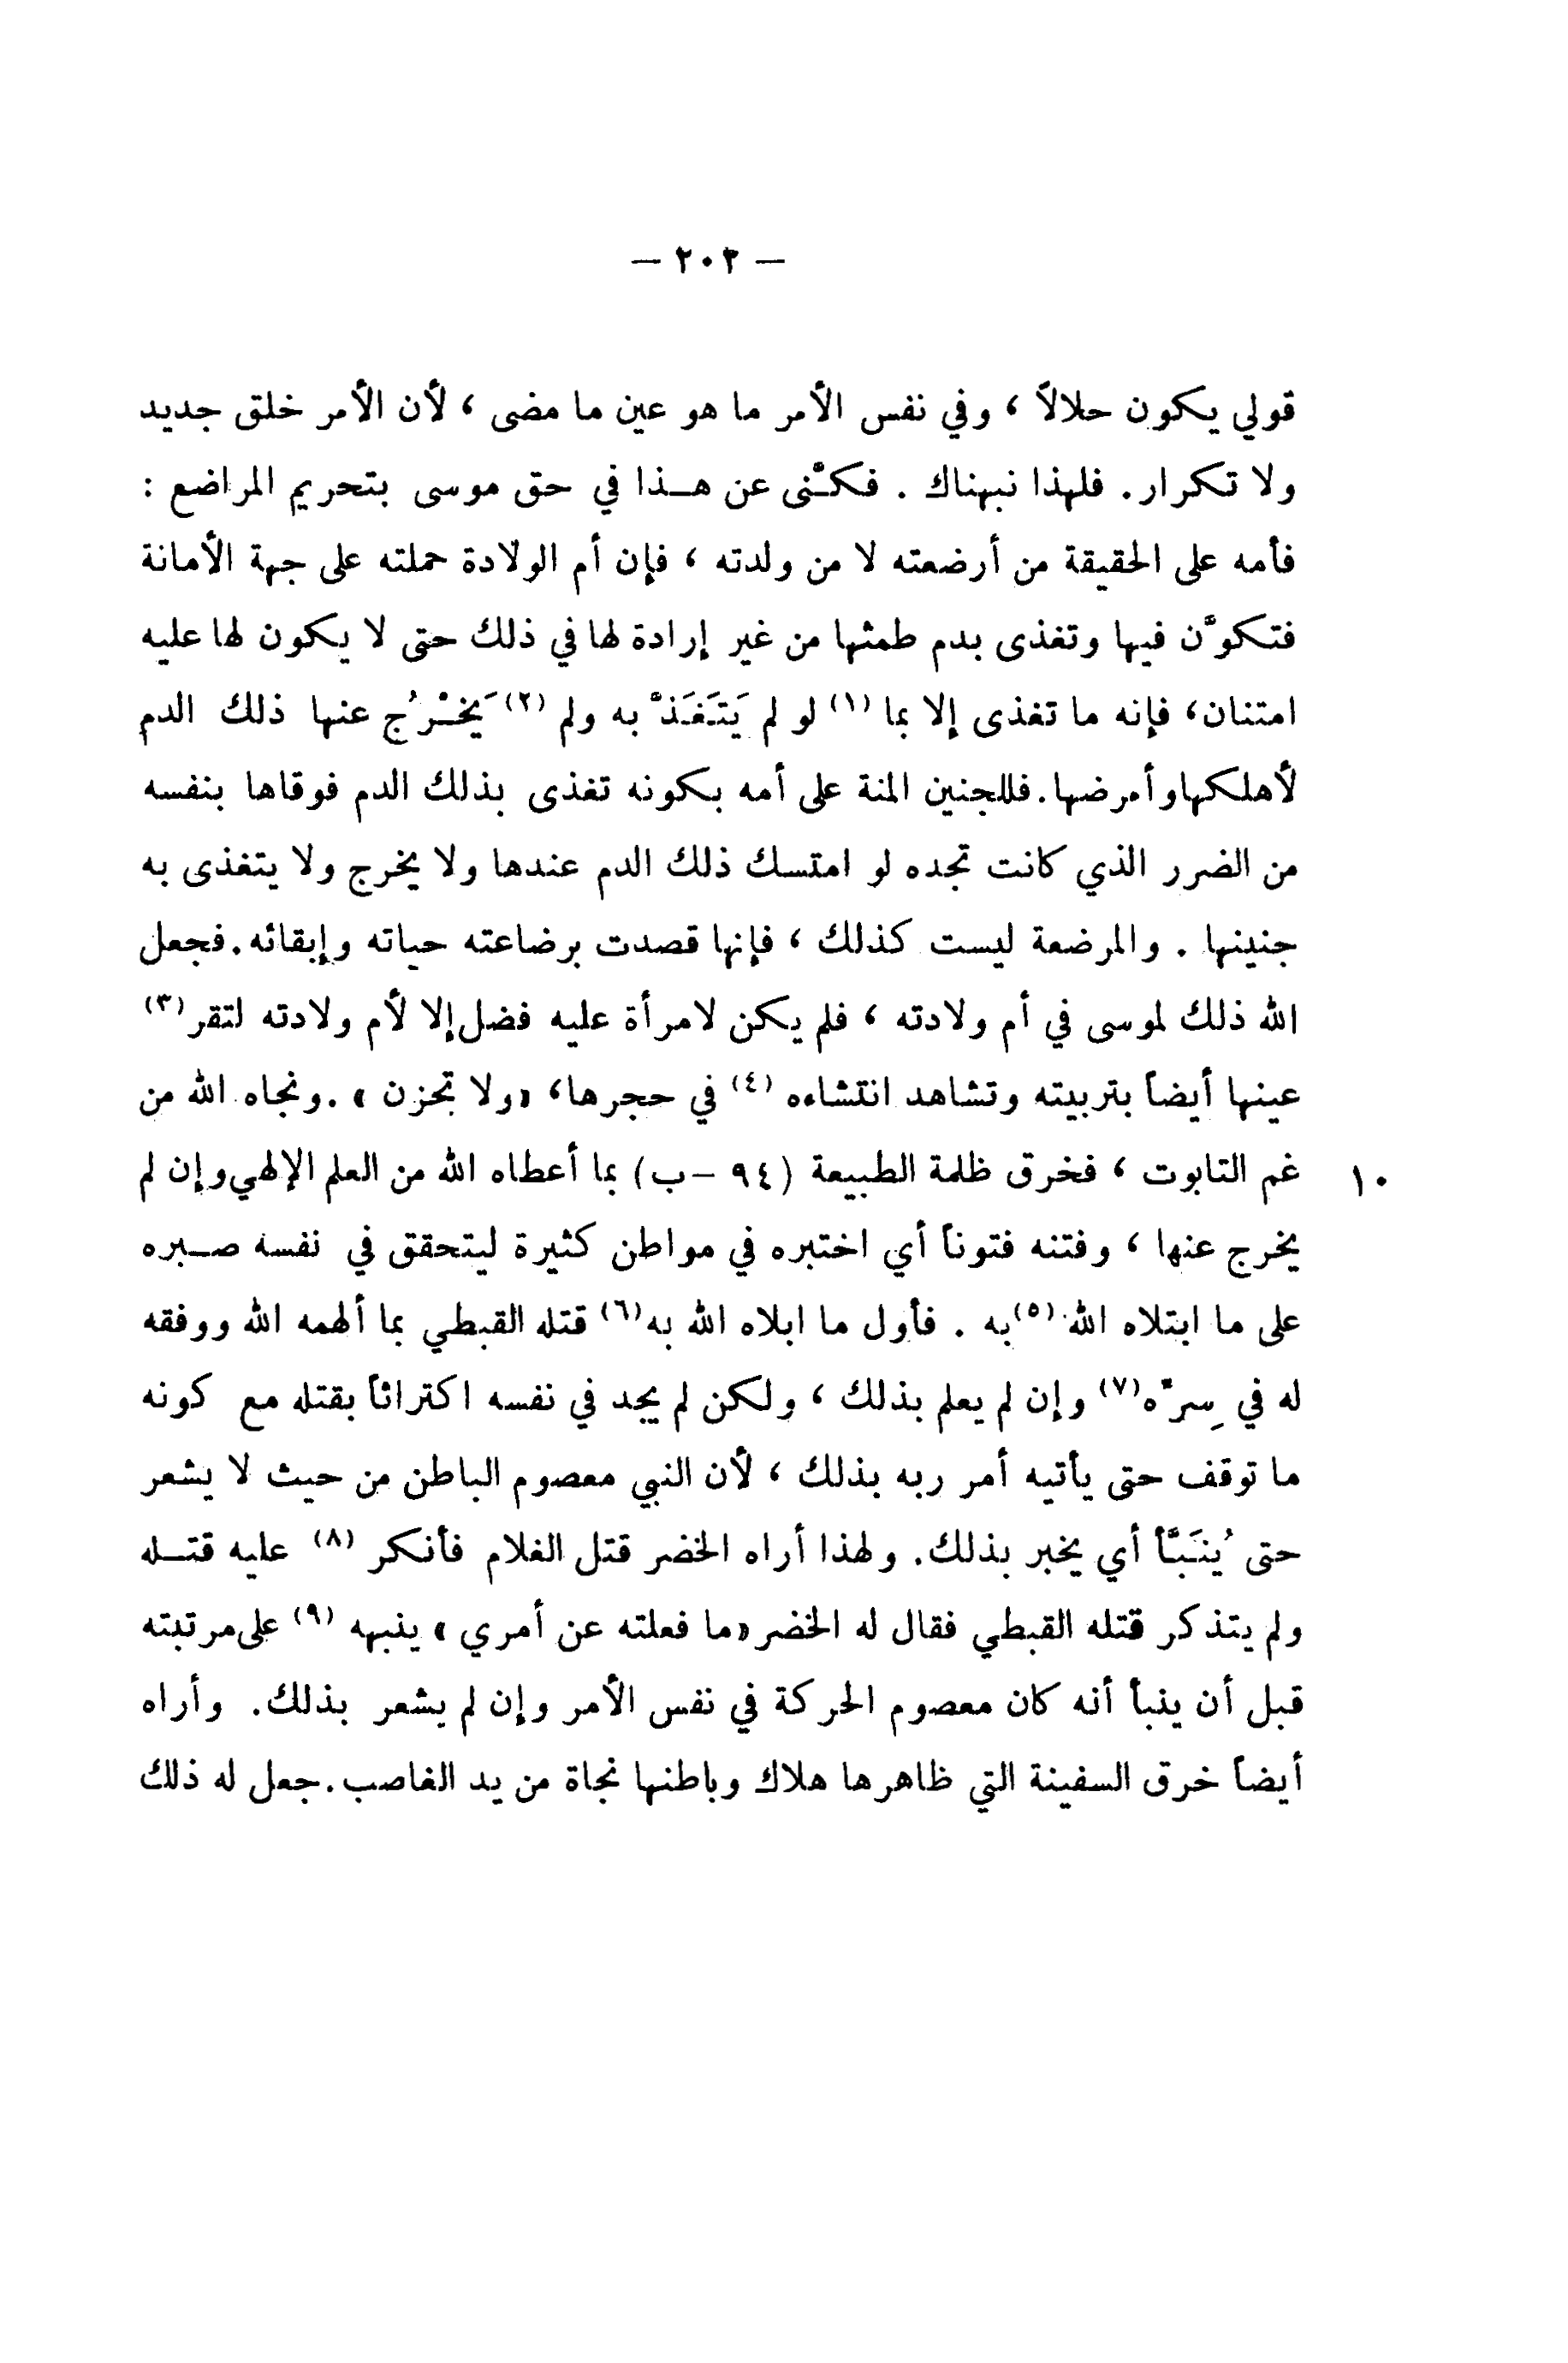 — ٢٠٢ —
قولي يكون حلالاً ، وفي نفس الأمر ما هو عين ما مضى ، لأن الأمر خلق جديد
ولا تكرار. فلهذا نبهناك . فكنَّى عن هـذا في حق موسى بتحريم المراضع :
فأمه على الحقيقة من أرضعته لا من ولدته ، فإن أم الولادة حملته على جهة الأمانة
فتكوَّن فيها وتغذى بدم طمثها من غير إرادة لها في ذلك حتى لا يكون لها عليه
امتنان، فإنه ما تغذى إلا بما (١) لو لم يَتَغَذَّ به ولم (٢) يَخْرُج عنها ذلك الدم
لأهلكها وأمرضها. فللجنين المنة على أمه بكونه تغذى بذلك الدم فوقاها بنفسه
من الضرر الذي كانت تجده لو امتسك ذلك الدم عندها ولا يخرج ولا يتغذى به
جنينها . والمرضعة ليست كذلك ، فإنها قصدت برضاعته حياته وإبقائه. فجعل
الله ذلك لموسى في أم ولادته ، فلم يكن لامرأة عليه فضل إلا لأم ولادته لتقر (٣)
عينها أيضاً بتربيته وتشاهد انتشاءه (٤) في حجرها، «ولا تحزن» . ونجاه الله من
١٠ غم التابوت ، فخرق ظلمة الطبيعة (٩٤ – ب) بما أعطاه الله من العلم الإلهي وإن لم
يخرج عنها ، وفتنه فتوناً أي اختبره في مواطن كثيرة ليتحقق في نفسه صـبره
على ما ابتلاه الله (٥) به . فأول ما ابلاه الله به (٦) قتله القبطي بما ألهمه الله ووفقه
له في سِرِّه (٧) وإن لم يعلم بذلك ، ولكن لم يجد في نفسه اكتراثاً بقتله مع كونه
ما توقف حتى يأتيه أمر ربه بذلك ، لأن النبي معصوم الباطن من حيث لا يشعر
حتى يُنَبَّأ أي يخبر بذلك. ولهذا أراه الخضر قتل الغلام فأنكر (٨) عليه قتـله
ولم يتذكر قتله القبطي فقال له الخضر «ما فعلته عن أمري» ينبهه (٩) على مرتبته
قبل أن ينبأ أنه كان معصوم الحركة في نفس الأمر وإن لم يشعر بذلك. وأراه
أيضاً خرق السفينة التي ظاهرها هلاك وباطنها نجاة من يد الغاصب. جعل له ذلك